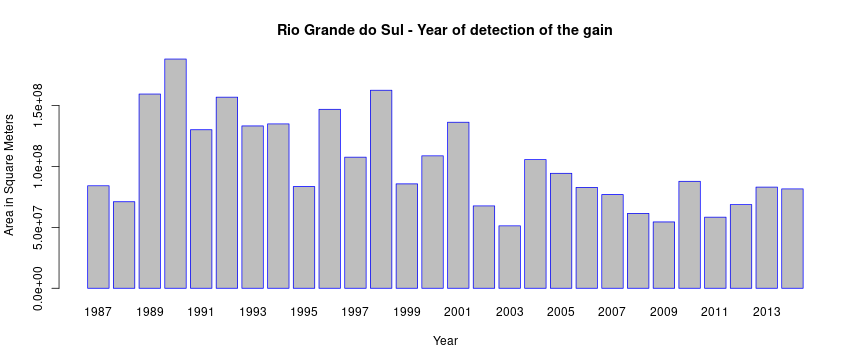 Rio Grande do Sul - Year of detection of the gain
Area in Square Meters
1.5e+08
1.0e+08
5.0e+07
0.0e+00
1987 1989 1991 1993 1995 1997 1999 2001 2003 2005 2007 2009 2011 2013
Year